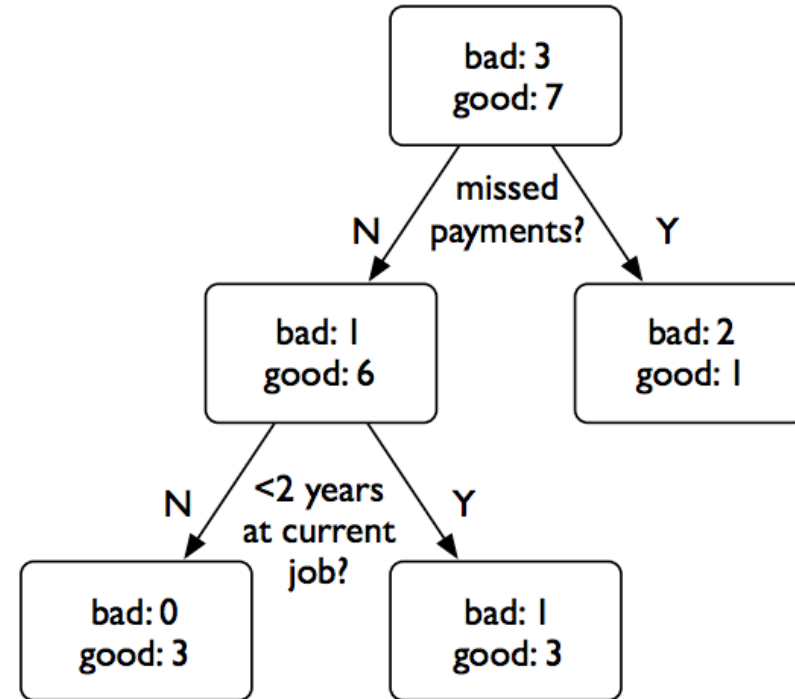 bad: 3
good: 7
missed
payments?
N
Y
bad: 1
good: 6
bad: 2
good: 1
<2 years
at current
job?
N
Y
bad: 0
good: 3
bad: 1
good: 3